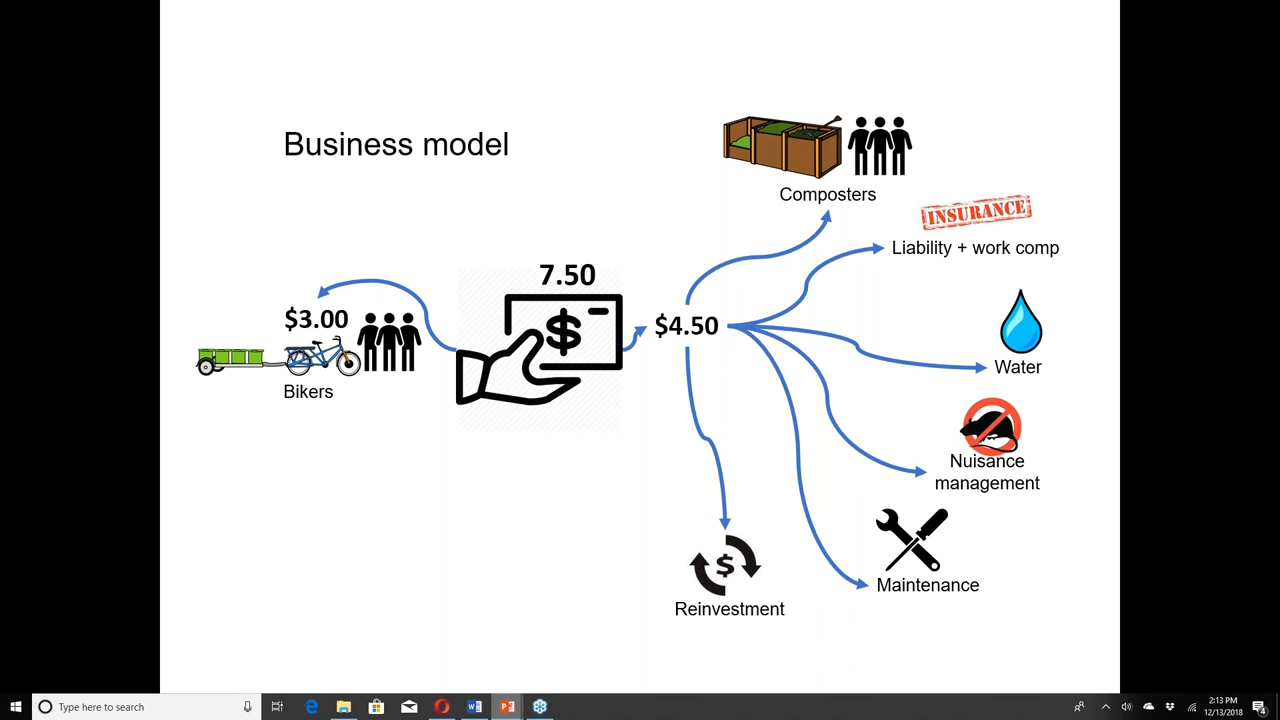 Business model
Composters
INSURANCE
Liability + work comp
7.50
$
$3.00
$4.50
Bikers
Water
Nuisance
management
Maintenance
$
Reinvestment
Type here to search
2:13 PM
12/13/2018
4